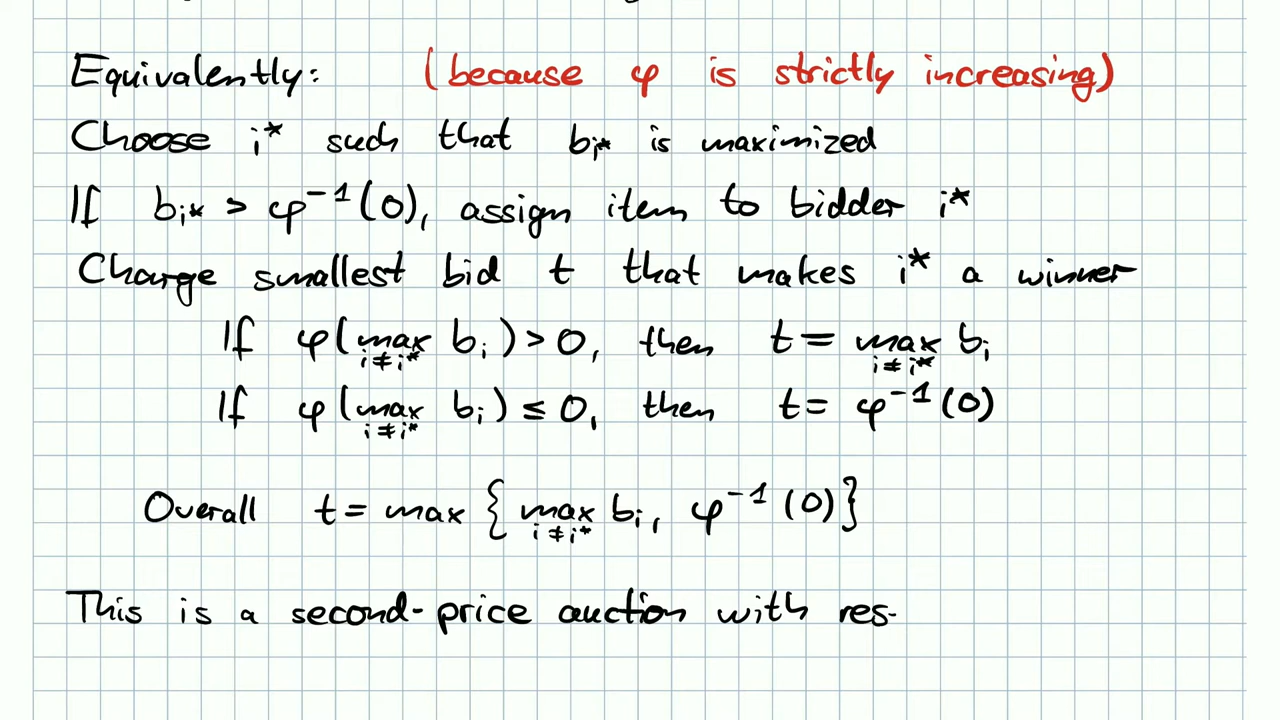 Equivalently: (because φ is strictly increasing)
Choose i* such that b_{i*} is maximized
If b_{i*} > φ⁻¹(0), assign item to bidder i*
Charge smallest bid t that makes i* a winner
If φ(max_{i≠i*} b_i) > 0, then t = max_{i≠i*} b_i
If φ(max_{i≠i*} b_i) ≤ 0, then t = φ⁻¹(0)
Overall t = max { max_{i≠i*} b_i, φ⁻¹(0) }
This is a second-price auction with res-